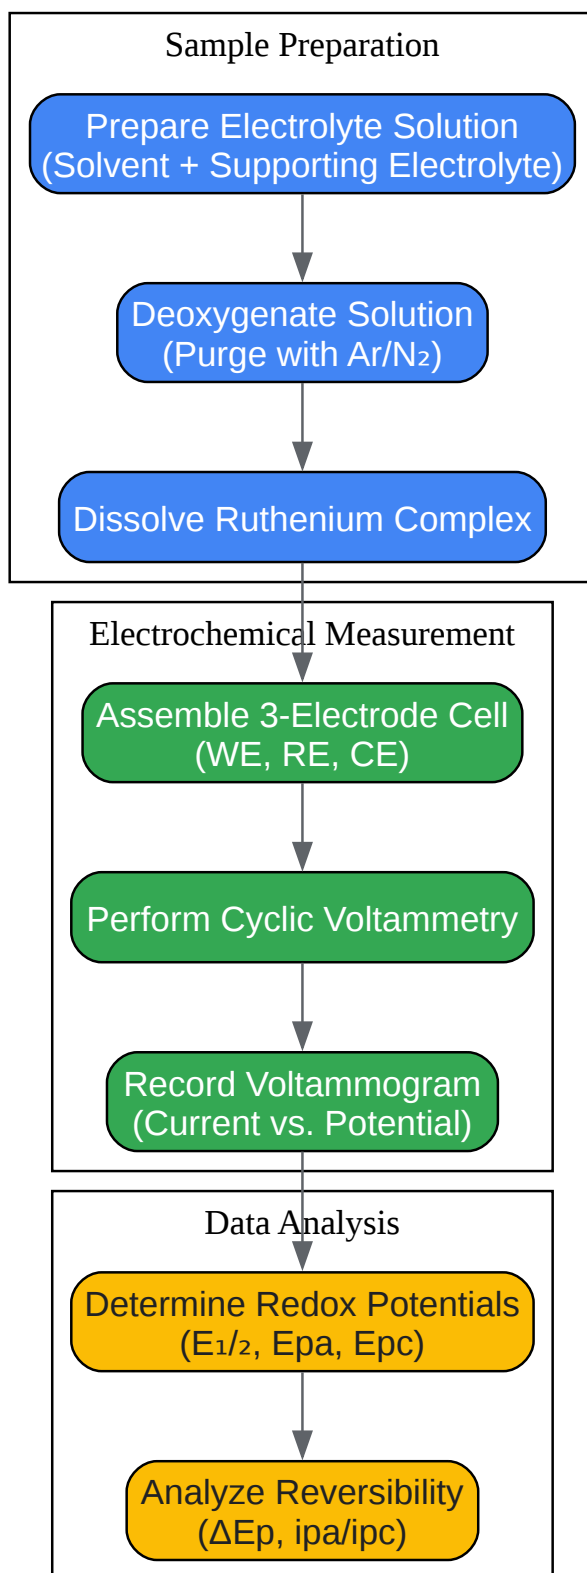 Sample Preparation
Prepare Electrolyte Solution
(Solvent + Supporting Electrolyte)
Deoxygenate Solution
(Purge with Ar/N₂)
Dissolve Ruthenium Complex
Electrochemical Measurement
Assemble 3-Electrode Cell
(WE, RE, CE)
Perform Cyclic Voltammetry
Record Voltammogram
(Current vs. Potential)
Data Analysis
Determine Redox Potentials
(E₁/₂, Epa, Epc)
Analyze Reversibility
(ΔEp, ipa/ipc)